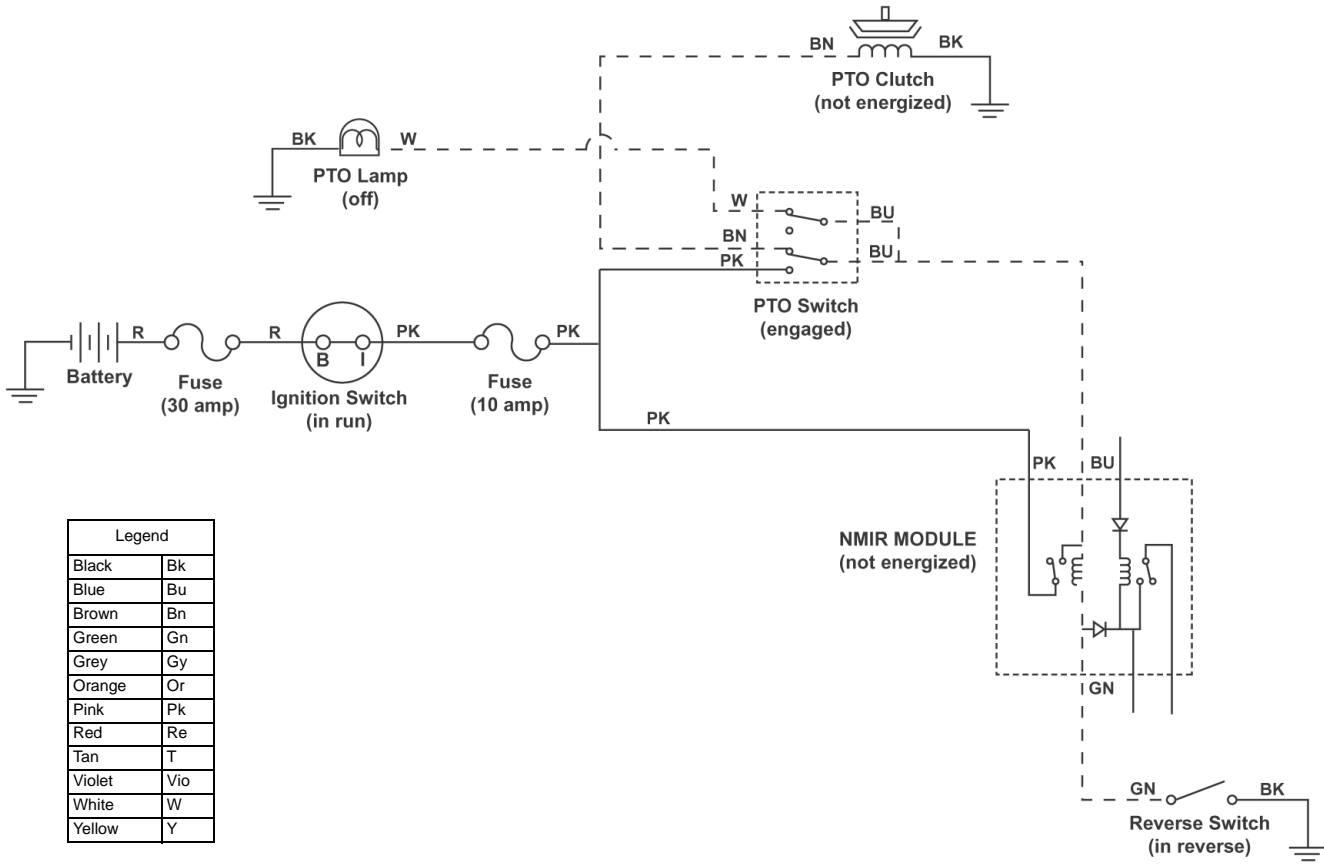 BN
BK
PTO Clutch
(not energized)
BK
W
PTO Lamp
(off)
W
BU
BN
BU
PK
PTO Switch
(engaged)
R
R
PK
PK
B
I
Battery
Fuse
(30 amp)
Ignition Switch
(in run)
Fuse
(10 amp)
PK
PK
BU
NMIR MODULE
(not energized)
GN
Legend
Black Bk
Blue Bu
Brown Bn
Green Gn
Grey Gy
Orange Or
Pink Pk
Red Re
Tan T
Violet Vio
White W
Yellow Y
GN
BK
Reverse Switch
(in reverse)